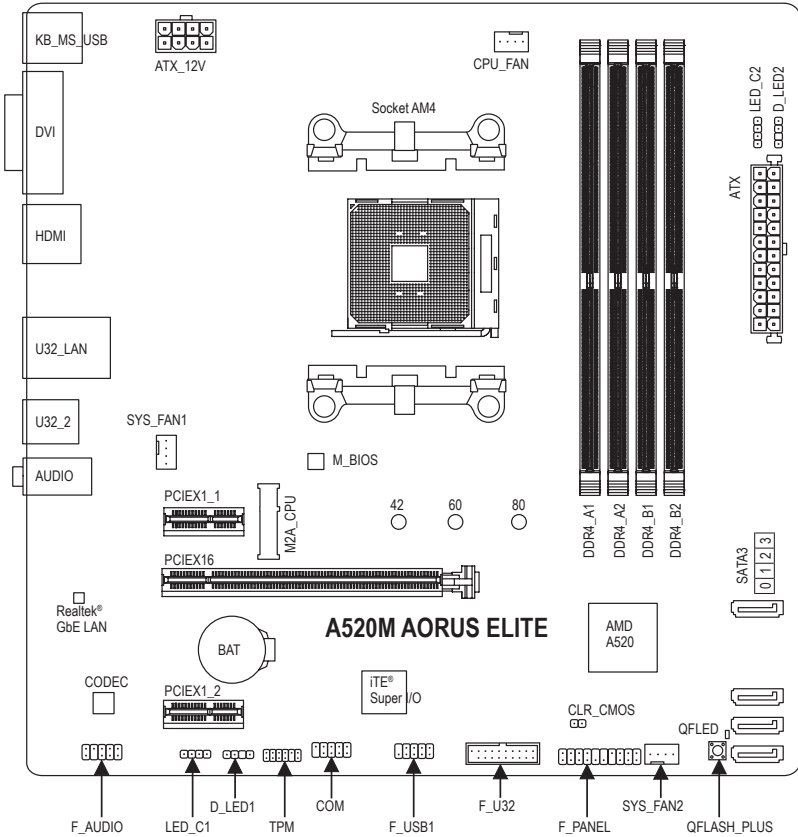 KB_MS_USB
ATX_12V
CPU_FAN
LED_C2
D_LED2
DVI
Socket AM4
ATX
HDMI
U32_LAN
U32_2
SYS_FAN1
AUDIO
M_BIOS
PCIEX1_1
M2A_CPU
42 60 80
DDR4_A1
DDR4_A2
DDR4_B1
DDR4_B2
SATA3
0 1 2 3
PCIEX16
Realtek®
GbE LAN
BAT
A520M AORUS ELITE
AMD
A520
CODEC
PCIEX1_2
iTE®
Super I/O
CLR_CMOS
QFLED
F_AUDIO
LED_C1
D_LED1
TPM
COM
F_USB1
F_U32
F_PANEL
SYS_FAN2
QFLASH_PLUS